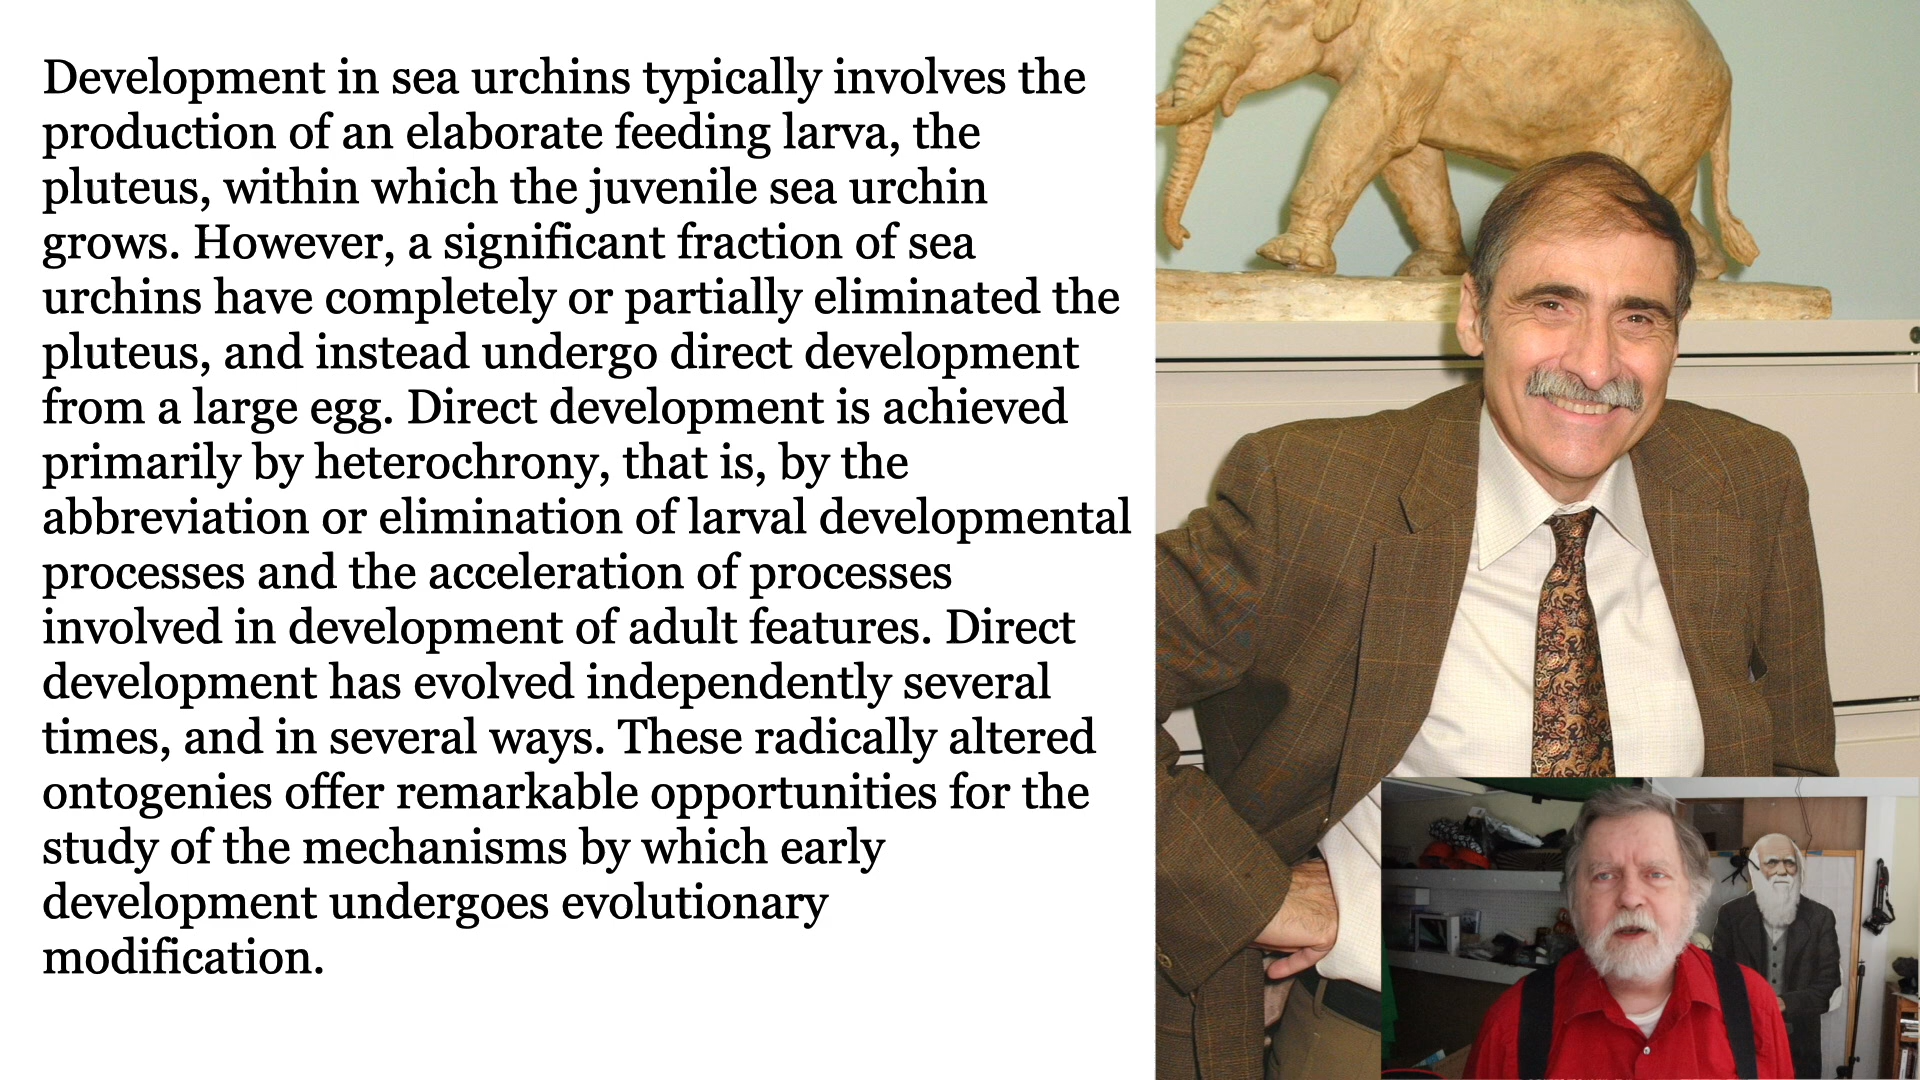 Development in sea urchins typically involves the
production of an elaborate feeding larva, the
pluteus, within which the juvenile sea urchin
grows. However, a significant fraction of sea
urchins have completely or partially eliminated the
pluteus, and instead undergo direct development
from a large egg. Direct development is achieved
primarily by heterochrony, that is, by the
abbreviation or elimination of larval developmental
processes and the acceleration of processes
involved in development of adult features. Direct
development has evolved independently several
times, and in several ways. These radically altered
ontogenies offer remarkable opportunities for the
study of the mechanisms by which early
development undergoes evolutionary
modification.